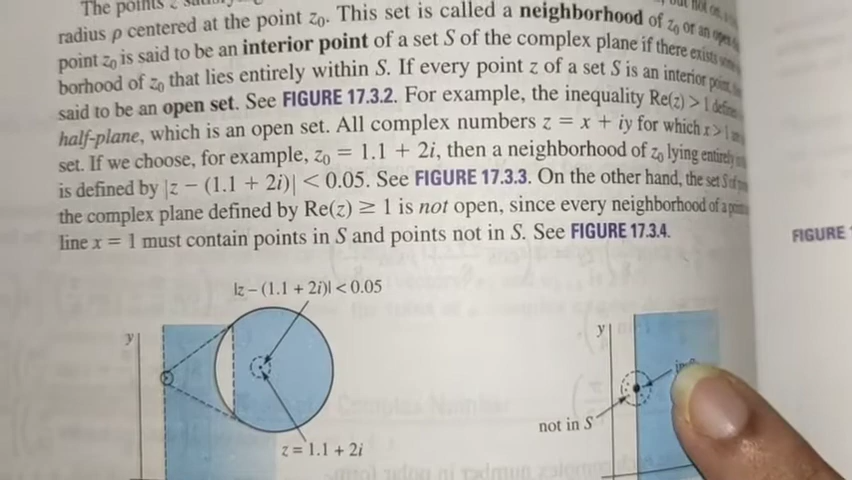 The points z
radius ρ centered at the point z₀. This set is called a neighborhood of z₀ or an open
point z₀ is said to be an interior point of a set S of the complex plane if there exists some
borhood of z₀ that lies entirely within S. If every point z of a set S is an interior point,
said to be an open set. See FIGURE 17.3.2. For example, the inequality Re(z) > 1 defines
half-plane, which is an open set. All complex numbers z = x + iy for which x > 1
set. If we choose, for example, z₀ = 1.1 + 2i, then a neighborhood of z₀ lying entirely
is defined by |z − (1.1 + 2i)| < 0.05. See FIGURE 17.3.3. On the other hand, the set S of
the complex plane defined by Re(z) ≥ 1 is not open, since every neighborhood of a
line x = 1 must contain points in S and points not in S. See FIGURE 17.3.4.
FIGURE
|z − (1.1 + 2i)| < 0.05
y
z = 1.1 + 2i
y
not in S